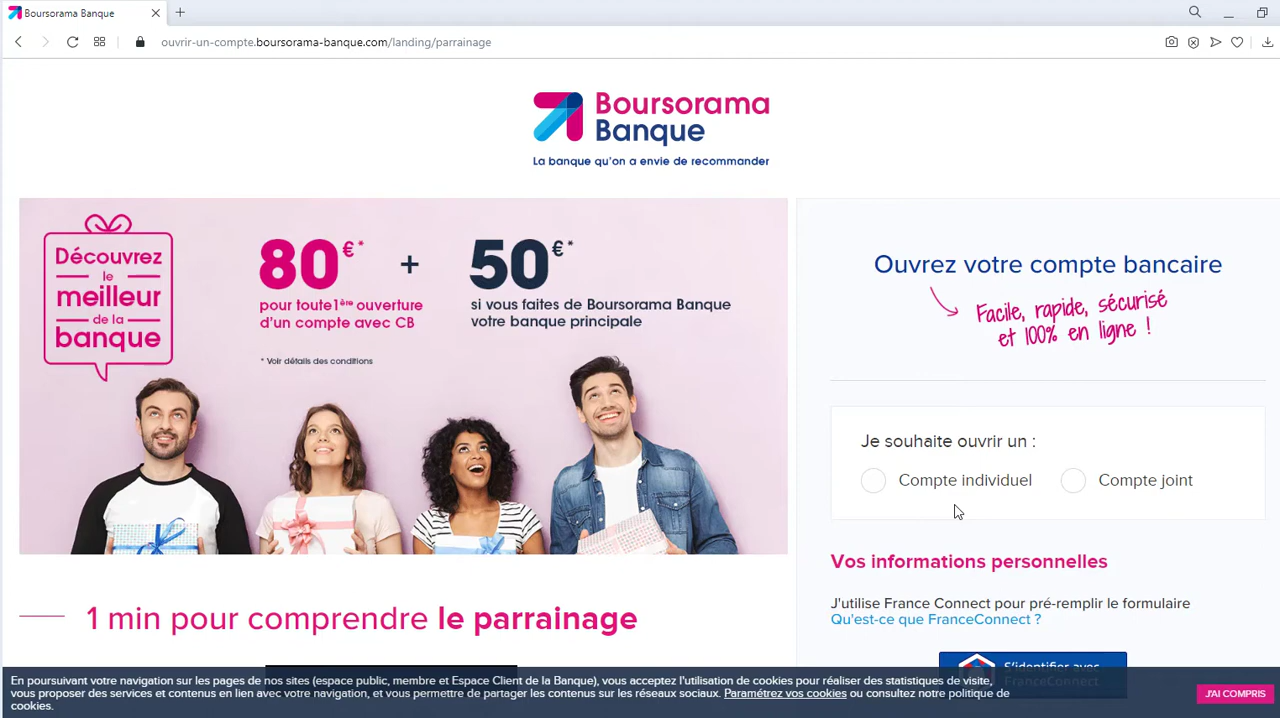 Boursorama Banque
ouvrir-un-compte.boursorama-banque.com/landing/parrainage
Boursorama
Banque
La banque qu'on a envie de recommander
Découvrez
le
meilleur
de la
banque
80€* + 50€*
pour toute 1ère ouverture
d'un compte avec CB
si vous faites de Boursorama Banque
votre banque principale
* Voir détails des conditions
Ouvrez votre compte bancaire
Facile, rapide, sécurisé
et 100% en ligne !
Je souhaite ouvrir un :
Compte individuel
Compte joint
Vos informations personnelles
J'utilise France Connect pour pré-remplir le formulaire
Qu'est-ce que FranceConnect ?
S'identifier avec
FranceConnect
1 min pour comprendre le parrainage
En poursuivant votre navigation sur les pages de nos sites (espace public, membre et Espace Client de la Banque), vous acceptez l'utilisation de cookies pour réaliser des statistiques de visite,
vous proposer des services et contenus en lien avec votre navigation, et vous permettre de partager les contenus sur les réseaux sociaux. Paramétrez vos cookies ou consultez notre politique de
cookies.
J'AI COMPRIS